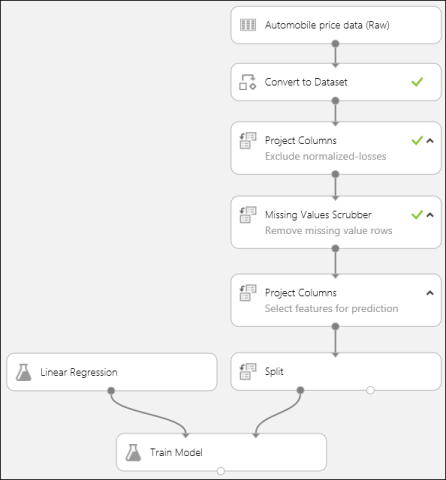 Automobile price data (Raw)
Convert to Dataset
Project Columns
Exclude normalized-losses
Missing Values Scrubber
Remove missing value rows
Project Columns
Select features for prediction
Linear Regression
Split
Train Model